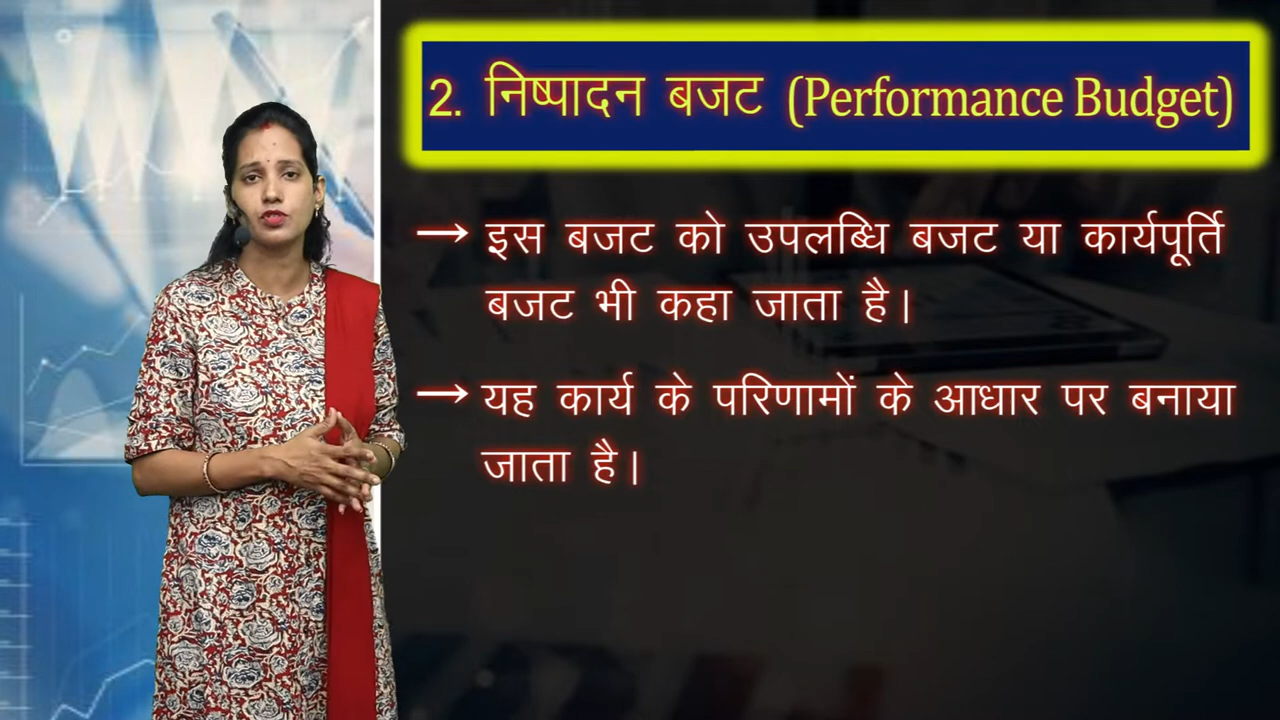 2. निष्पादन बजट (Performance Budget)
→ इस बजट को उपलब्धि बजट या कार्यपूर्ति
बजट भी कहा जाता है।
→ यह कार्य के परिणामों के आधार पर बनाया
जाता है।